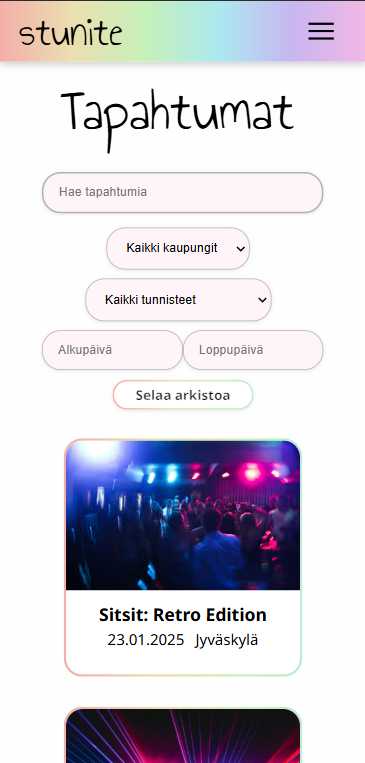 stunite
Tapahtumat
Hae tapahtumia
Kaikki kaupungit
Kaikki tunnisteet
Alkupäivä Loppupäivä
Selaa arkistoa
Sitsit: Retro Edition
23.01.2025 Jyväskylä